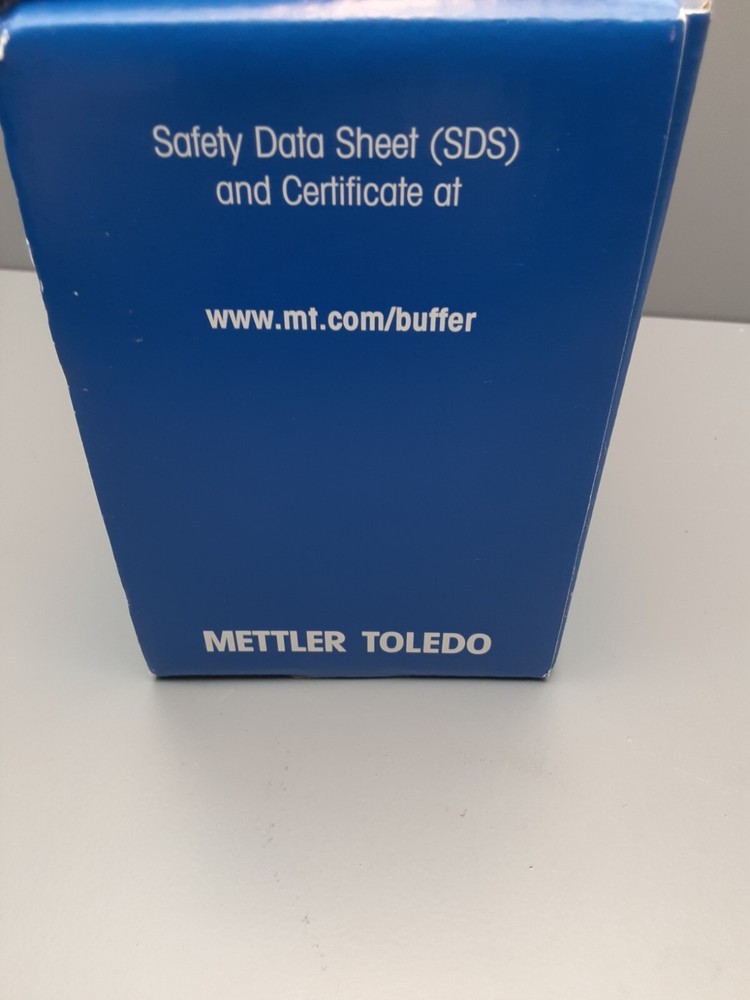 Safety Data Sheet (SDS)
and Certificate at
www.mt.com/buffer
METTLER TOLEDO